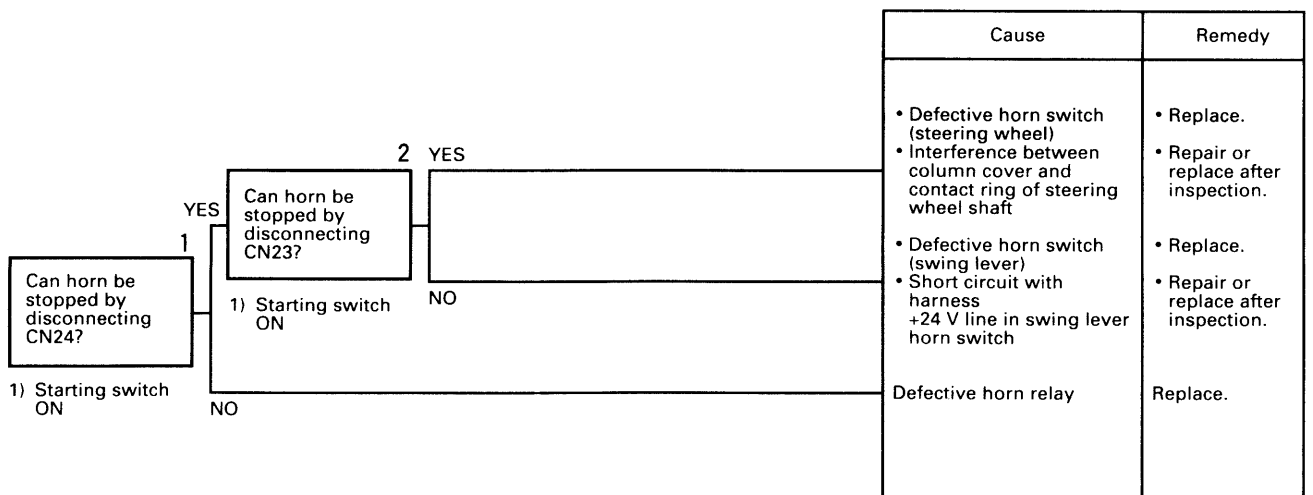 Cause
Remedy
• Defective horn switch
(steering wheel)
• Interference between
column cover and
contact ring of steering
wheel shaft
• Replace.
• Repair or
replace after
inspection.
2 YES
Can horn be
stopped by
disconnecting
CN23?
1) Starting switch
ON
NO
• Defective horn switch
(swing lever)
• Short circuit with
harness
+24 V line in swing lever
horn switch
• Replace.
• Repair or
replace after
inspection.
YES
1
Can horn be
stopped by
disconnecting
CN24?
1) Starting switch
ON
NO
Defective horn relay
Replace.